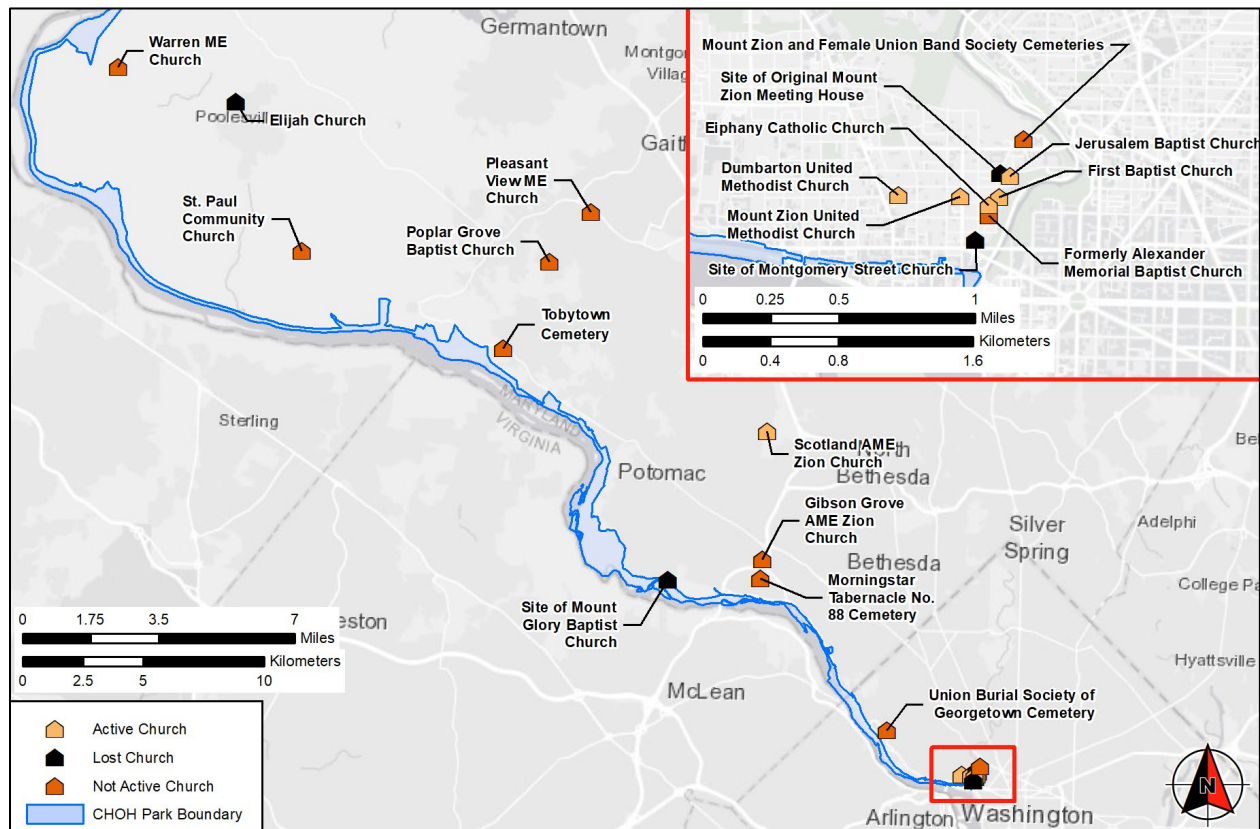 Germantown
Warren ME
Church
Montgom
Villag
Poolesvil
Elijah Church
Gait
Pleasant
View ME
Church
St. Paul
Community
Church
Poplar Grove
Baptist Church
Tobytown
Cemetery
Mount Zion and Female Union Band Society Cemeteries
Site of Original Mount
Zion Meeting House
Eiphany Catholic Church
Jerusalem Baptist Church
Dumbarton United
Methodist Church
First Baptist Church
Mount Zion United
Methodist Church
Formerly Alexander
Memorial Baptist Church
Site of Montgomery Street Church
0 0.25 0.5 1
Miles
Kilometers
0 0.4 0.8 1.6
Sterling
MARYLAND
VIRGINIA
Potomac
Scotland AME
Zion Church
North
Bethesda
Be
Gibson Grove
AME Zion
Church
Silver
Spring
Adelphi
Bethesda
Morningstar
Tabernacle No.
88 Cemetery
College Pa
Site of Mount
Glory Baptist
Church
0 1.75 3.5 7
Miles
eston
Kilometers
0 2.5 5 10
Hyattsville
McLean
Union Burial Society of
Georgetown Cemetery
Active Church
Lost Church
Not Active Church
CHOH Park Boundary
Arlington
Washington
N